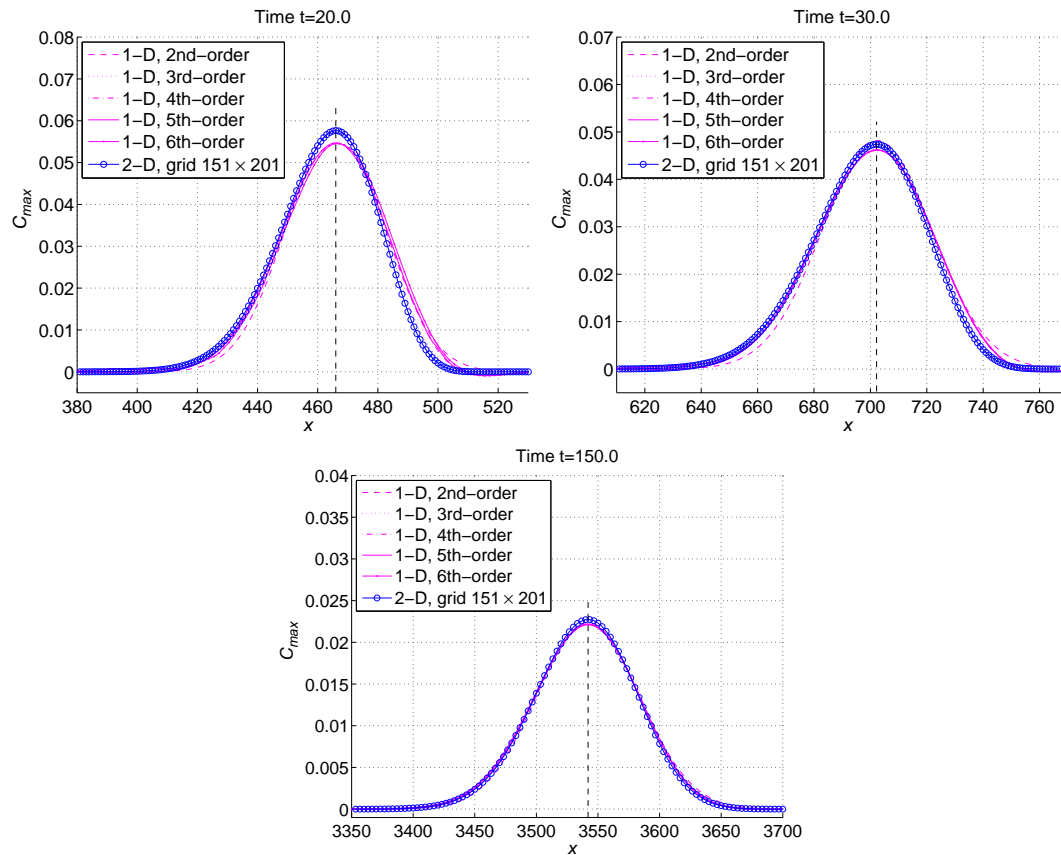 Time t=20.0
0.08
0.07
0.06
0.05
0.04
0.03
0.02
0.01
0
C_max
1−D, 2nd−order
1−D, 3rd−order
1−D, 4th−order
1−D, 5th−order
1−D, 6th−order
2−D, grid 151 × 201
380 400 420 440 460 480 500 520
x
Time t=30.0
0.07
0.06
0.05
0.04
0.03
0.02
0.01
0
C_max
1−D, 2nd−order
1−D, 3rd−order
1−D, 4th−order
1−D, 5th−order
1−D, 6th−order
2−D, grid 151 × 201
620 640 660 680 700 720 740 760
x
Time t=150.0
0.04
0.035
0.03
0.025
0.02
0.015
0.01
0.005
0
C_max
1−D, 2nd−order
1−D, 3rd−order
1−D, 4th−order
1−D, 5th−order
1−D, 6th−order
2−D, grid 151 × 201
3350 3400 3450 3500 3550 3600 3650 3700
x